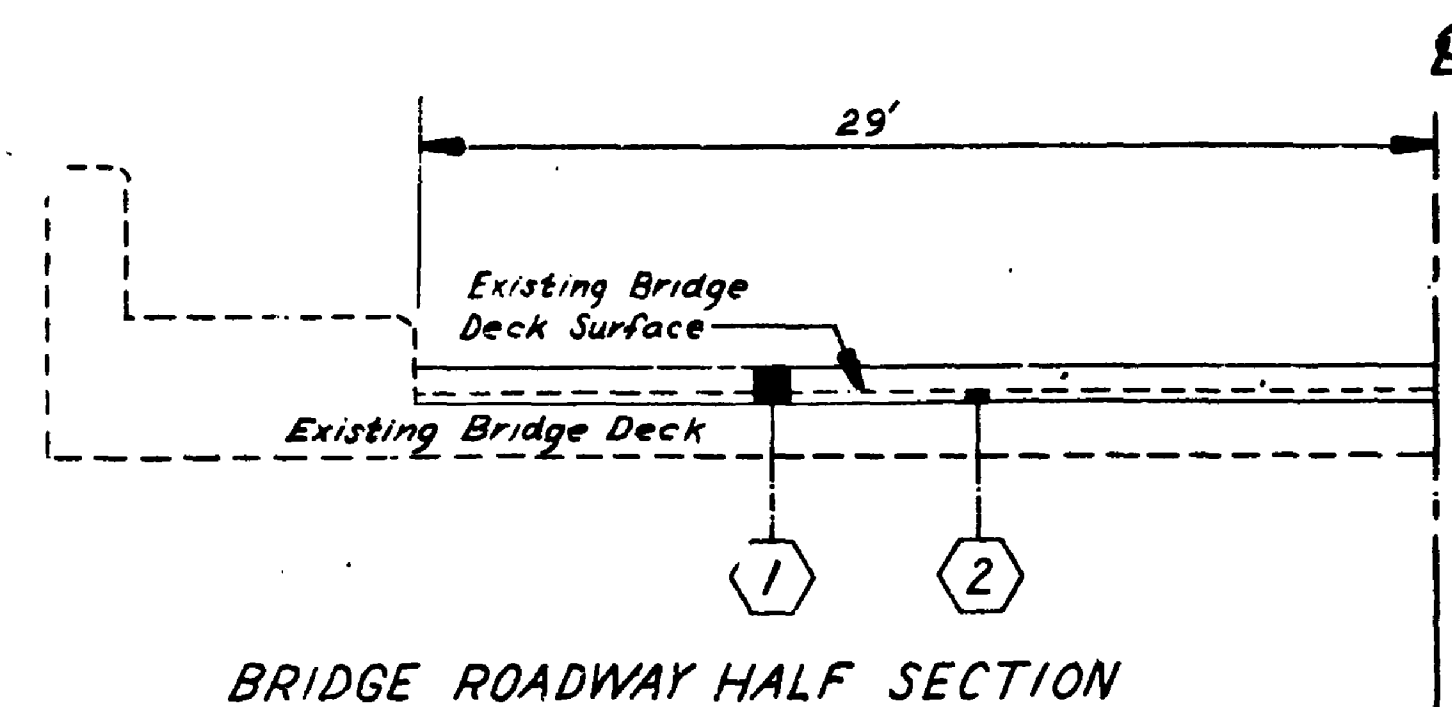 29'
Existing Bridge
Deck Surface
Existing Bridge Deck
1
2
BRIDGE ROADWAY HALF SECTION